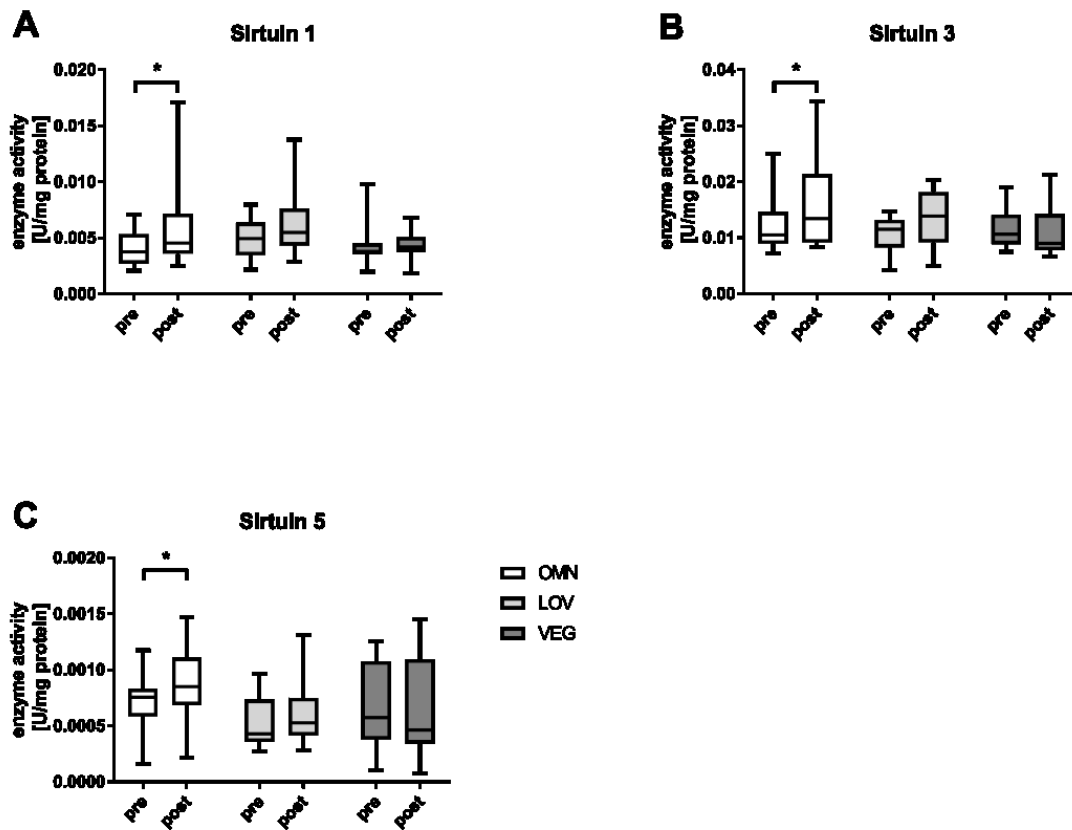 A
Sirtuin 1
enzyme activity
[U/mg protein]
0.020
0.015
0.010
0.005
0.000
*
pre
post
pre
post
pre
post
B
Sirtuin 3
enzyme activity
[U/mg protein]
0.04
0.03
0.02
0.01
0.00
*
pre
post
pre
post
pre
post
C
Sirtuin 5
enzyme activity
[U/mg protein]
0.0020
0.0015
0.0010
0.0005
0.0000
*
pre
post
pre
post
pre
post
OMN
LOV
VEG